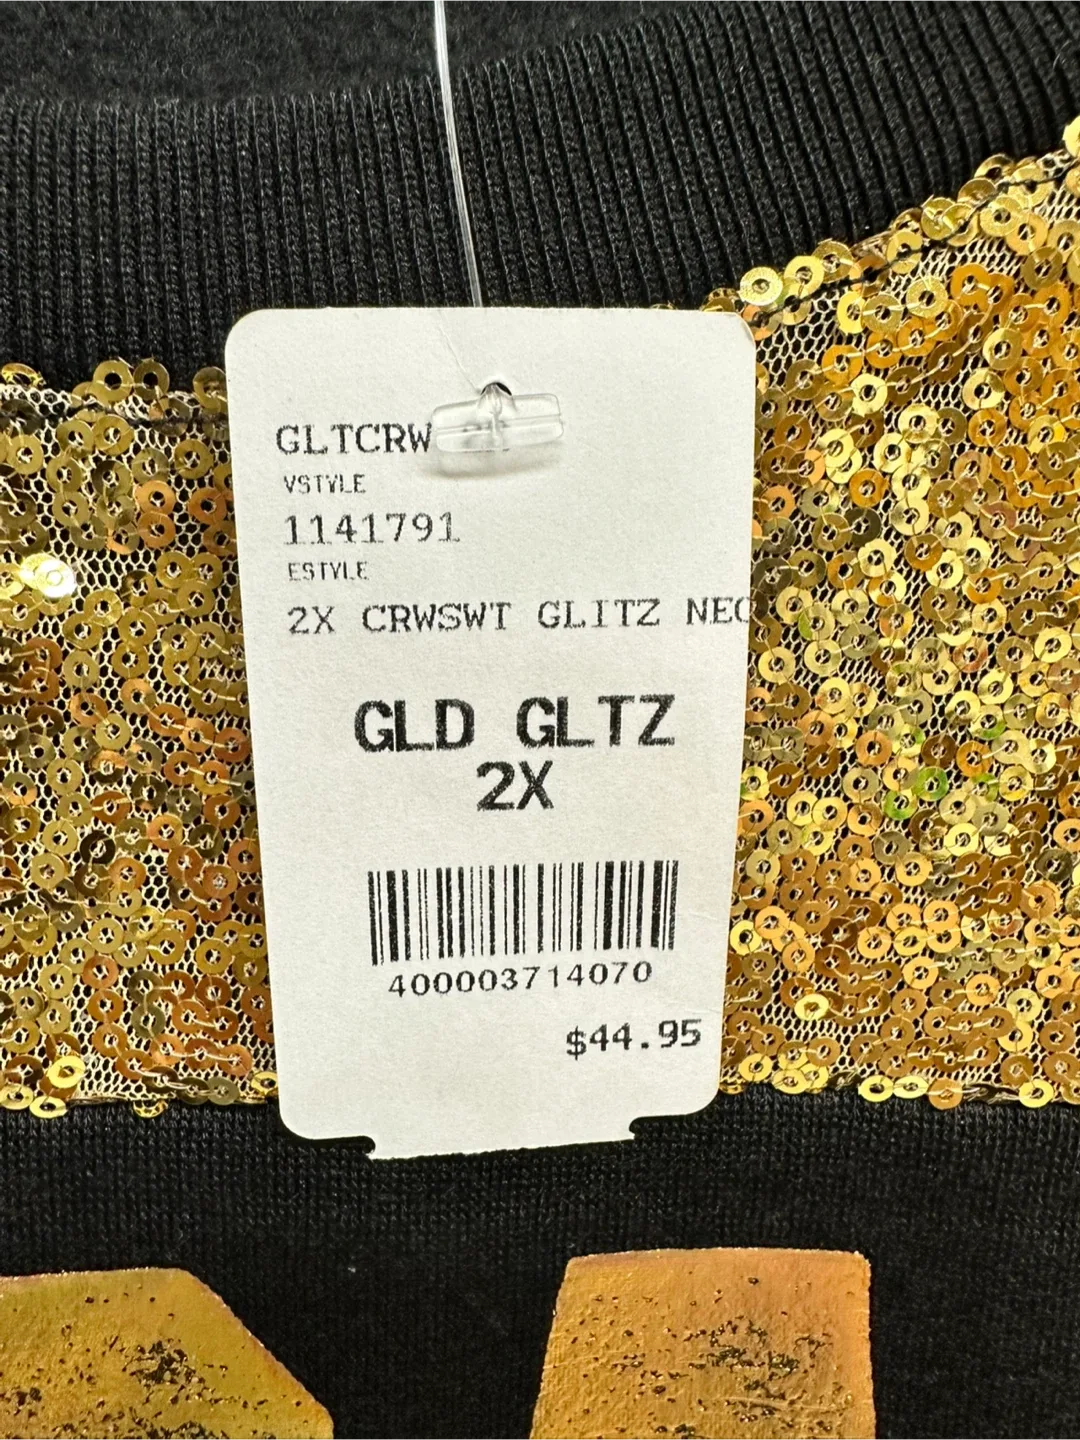 GLTCRW
VSTYLE
1141791
ESTYLE
2X CRWSWT GLITZ NEC
GLD GLTZ
2X
400003714070
$44.95